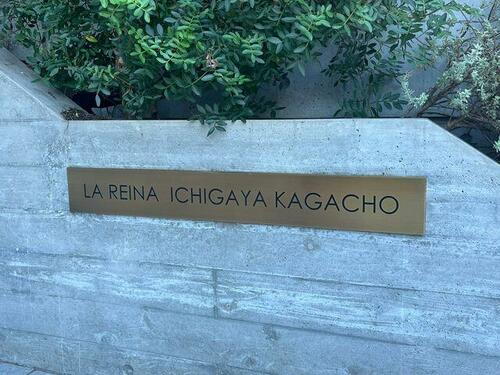 LA REINA ICHIGAYA KAGACHO